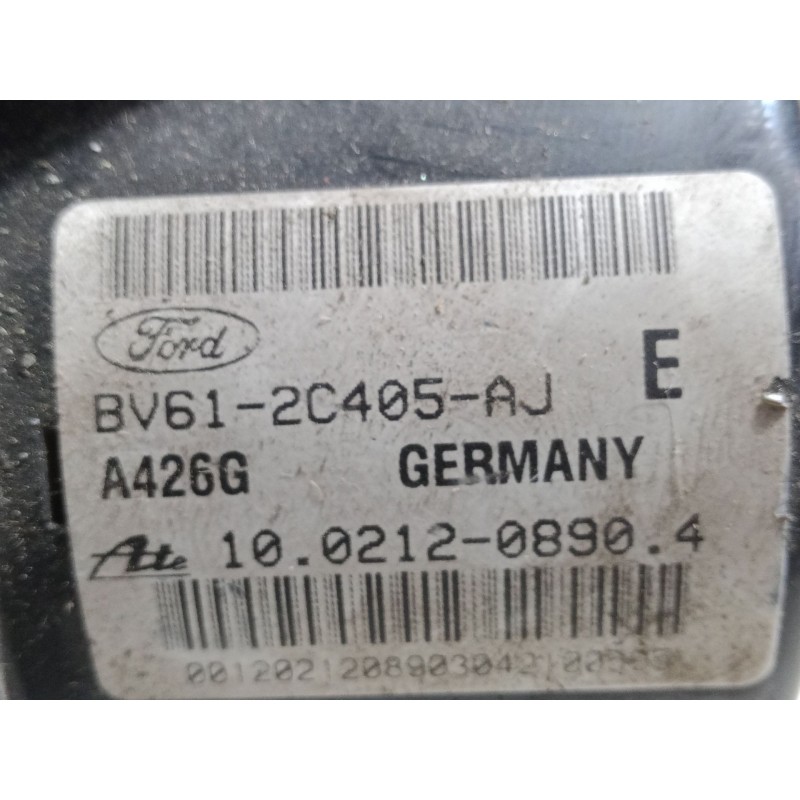 Ford
E
BV61-2C405-AJ
A426G GERMANY
Ate 10.0212-0890.4